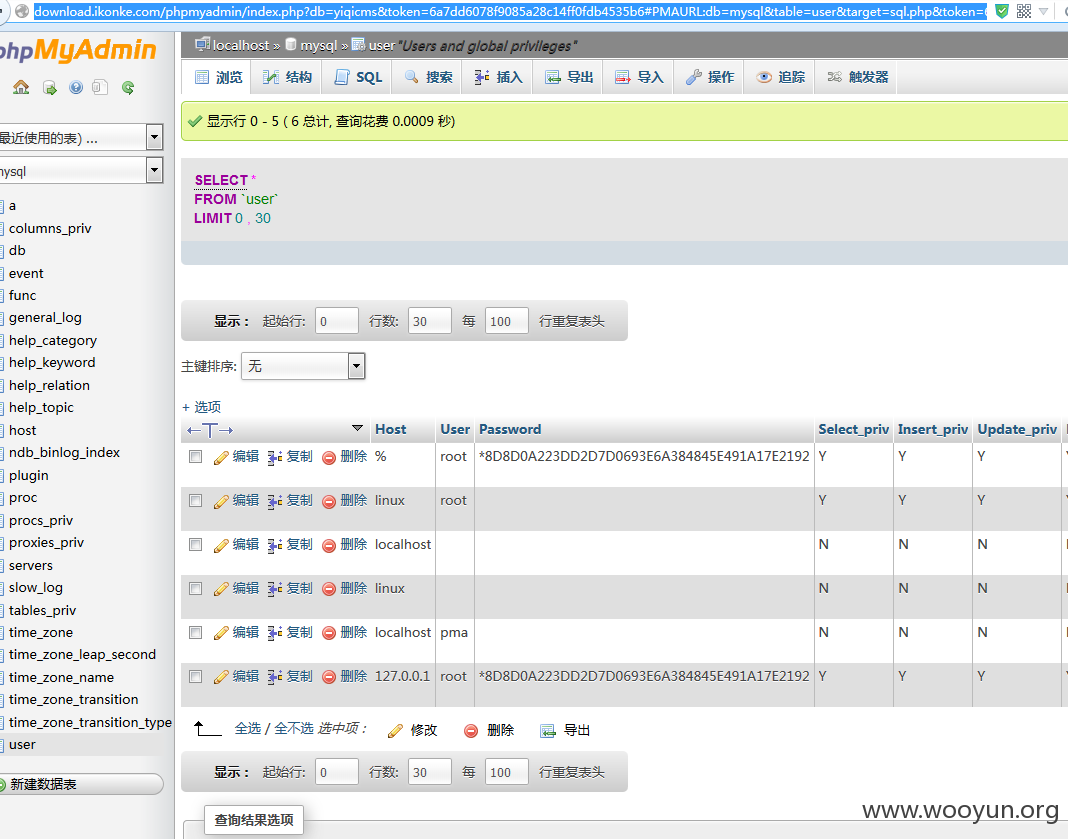 download.ikonke.com/phpmyadmin/index.php?db=yiqicms&token=6a7dd6078f9085a28c14ff0fdb4535b6#PMAURL:db=mysql&table=user&target=sql.php&token=
phpMyAdmin
localhost » mysql » user "Users and global privileges"
浏览 结构 SQL 搜索 插入 导出 导入 操作 追踪 触发器
显示行 0 - 5 ( 6 总计, 查询花费 0.0009 秒)
最近使用的表) ...
mysql
a
columns_priv
db
event
func
general_log
help_category
help_keyword
help_relation
help_topic
host
ndb_binlog_index
plugin
proc
procs_priv
proxies_priv
servers
slow_log
tables_priv
time_zone
time_zone_leap_second
time_zone_name
time_zone_transition
time_zone_transition_type
user
新建数据表
SELECT *
FROM `user`
LIMIT 0 , 30
显示： 起始行: 0 行数: 30 每 100 行重复表头
主键排序: 无
+ 选项
←T→ Host User Password Select_priv Insert_priv Update_priv
编辑 复制 删除 % root *8D8D0A223DD2D7D0693E6A384845E491A17E2192 Y Y Y
编辑 复制 删除 linux root Y Y Y
编辑 复制 删除 localhost N N N
编辑 复制 删除 linux N N N
编辑 复制 删除 localhost pma N N N
编辑 复制 删除 127.0.0.1 root *8D8D0A223DD2D7D0693E6A384845E491A17E2192 Y Y Y
全选 / 全不选 选中项： 修改 删除 导出
显示： 起始行: 0 行数: 30 每 100 行重复表头
查询结果选项
www.wooyun.org